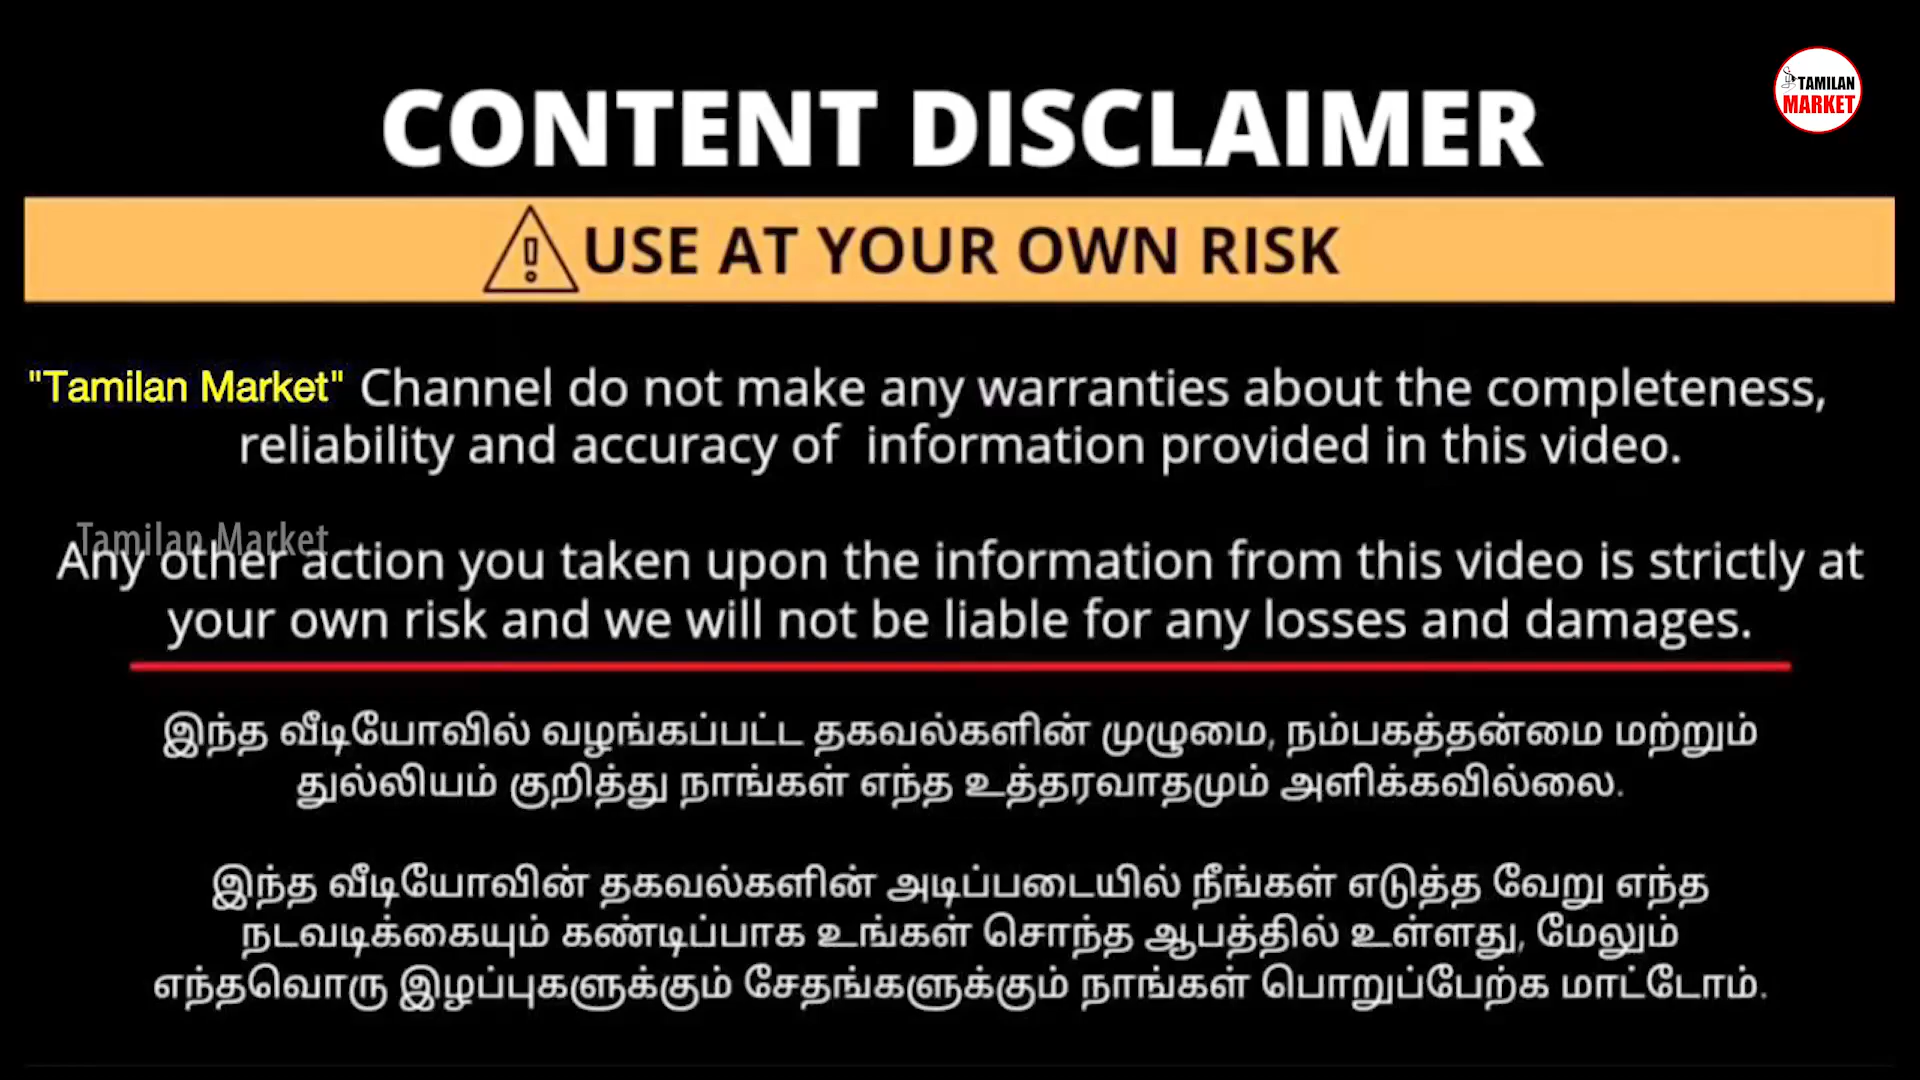 TAMILAN
MARKET
CONTENT DISCLAIMER
USE AT YOUR OWN RISK
"Tamilan Market" Channel do not make any warranties about the completeness,
reliability and accuracy of information provided in this video.
Tamilan Market
Any other action you taken upon the information from this video is strictly at
your own risk and we will not be liable for any losses and damages.
இந்த வீடியோவில் வழங்கப்பட்ட தகவல்களின் முழுமை, நம்பகத்தன்மை மற்றும்
துல்லியம் குறித்து நாங்கள் எந்த உத்தரவாதமும் அளிக்கவில்லை.
இந்த வீடியோவின் தகவல்களின் அடிப்படையில் நீங்கள் எடுத்த வேறு எந்த
நடவடிக்கையும் கண்டிப்பாக உங்கள் சொந்த ஆபத்தில் உள்ளது, மேலும்
எந்தவொரு இழப்புகளுக்கும் சேதங்களுக்கும் நாங்கள் பொறுப்பேற்க மாட்டோம்.